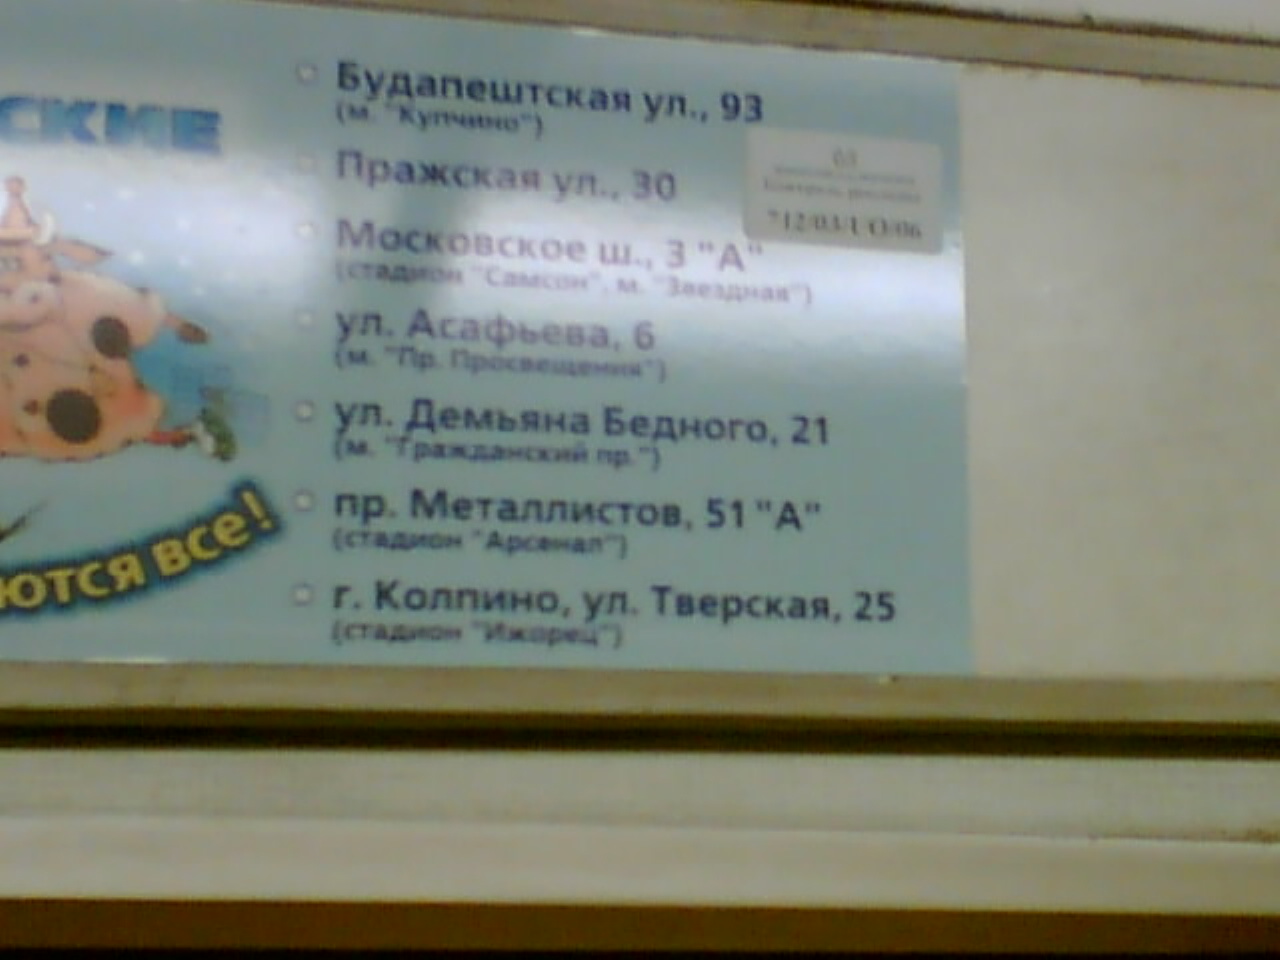 ские
Будапештская ул., 93
(м. "Купчино")
Пражская ул., 30
Московское ш., 3 "А"
(стадион "Самсон", м. "Звездная")
ул. Асафьева, 6
(м. "Пр. Просвещения")
ул. Демьяна Бедного, 21
(м. "Гражданский пр.")
пр. Металлистов, 51 "А"
(стадион "Арсенал")
г. Колпино, ул. Тверская, 25
(стадион "Ижорец")
ются все!